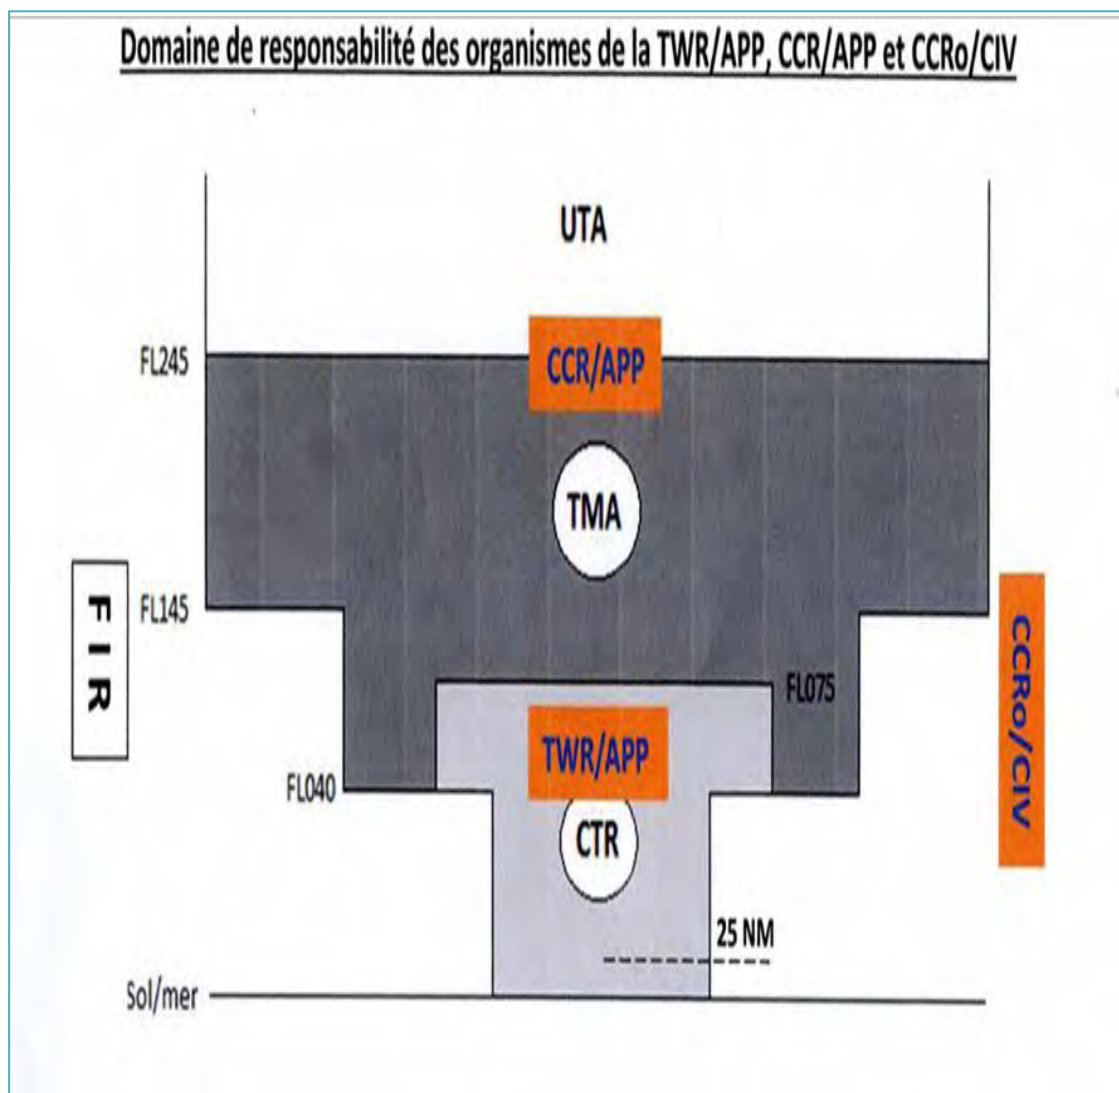 Domaine de responsabilité des organismes de la TWR/APP, CCR/APP et CCRo/CIV
UTA
FL245
CCR/APP
TMA
FIR
FL145
CCRo/CIV
FL075
TWR/APP
FL040
CTR
25 NM
Sol/mer